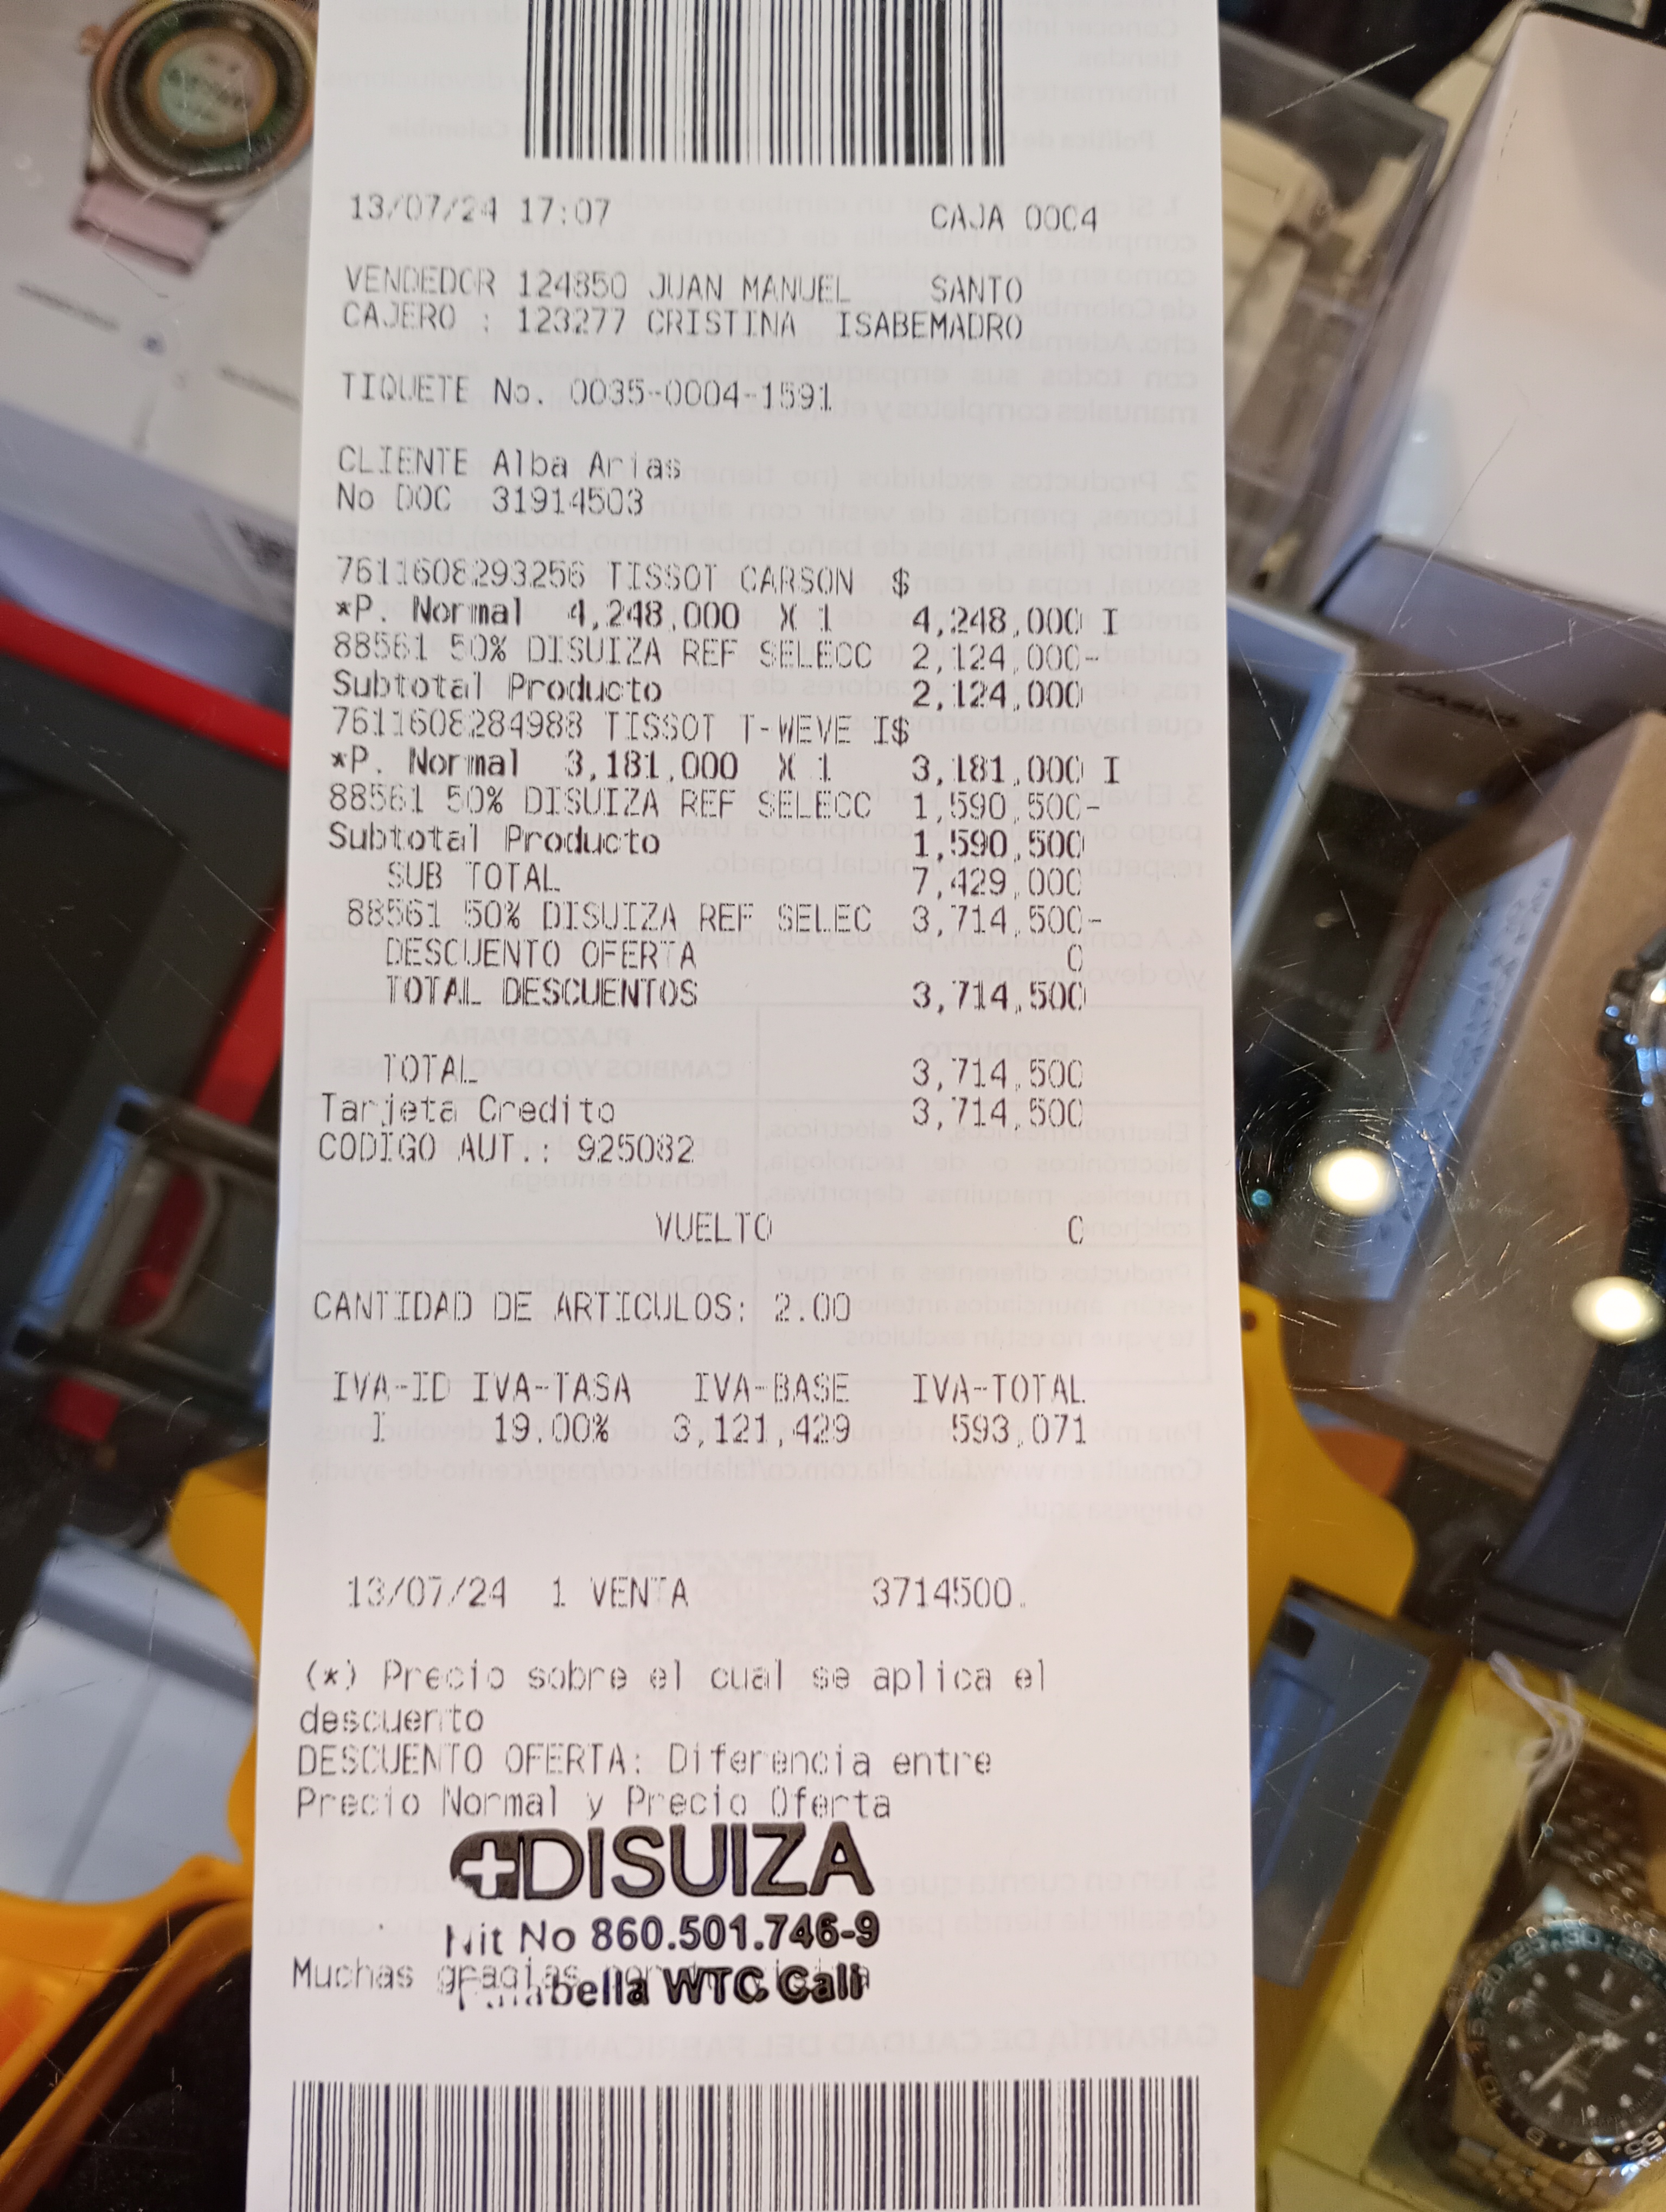 13/07/24 17:07 CAJA 0004
VENDEDOR 124850 JUAN MANUEL SANTO
CAJERO : 123277 CRISTINA ISABEMADRO
TIQUETE No. 0035-0004-1591
CLIENTE Alba Arias
No DOC 31914503
7611608293256 TISSOT CARSON $
*P. Normal 4,248,000 X 1 4,248,000 I
88561 50% DISUIZA REF SELECC 2,124,000-
Subtotal Producto 2,124,000
7611608284988 TISSOT T-WEVE I$
*P. Normal 3,181,000 X 1 3,181,000 I
88561 50% DISUIZA REF SELECC 1,590,500-
Subtotal Producto 1,590,500
SUB TOTAL 7,429,000
88561 50% DISUIZA REF SELEC 3,714,500-
DESCUENTO OFERTA 0
TOTAL DESCUENTOS 3,714,500
TOTAL 3,714,500
Tarjeta Credito 3,714,500
CODIGO AUT.: 925082
VUELTO 0
CANTIDAD DE ARTICULOS: 2.00
IVA-ID IVA-TASA IVA-BASE IVA-TOTAL
I 19.00% 3,121,429 593,071
13/07/24 1 VENTA 3714500.
(*) Precio sobre el cual se aplica el
descuento
DESCUENTO OFERTA: Diferencia entre
Precio Normal y Precio Oferta
DISUIZA
Nit No 860.501.746-9
Muchas gracias
WTC Cali